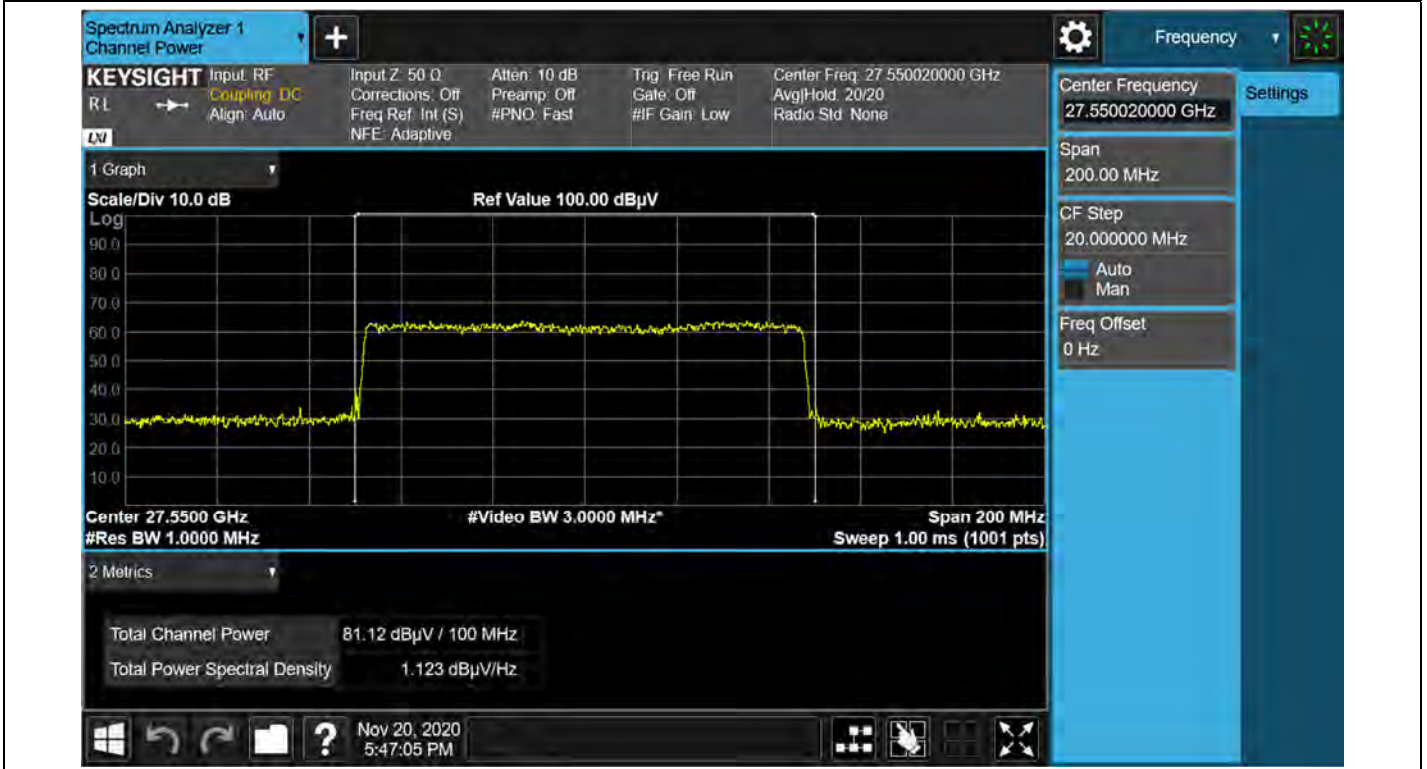 Spectrum Analyzer 1
Channel Power
Frequency
KEYSIGHT
RL
LXI
Input: RF
Coupling: DC
Align: Auto
Input Z: 50 Ω
Corrections: Off
Freq Ref: Int (S)
NFE: Adaptive
Atten: 10 dB
Preamp: Off
#PNO: Fast
Trig: Free Run
Gate: Off
#IF Gain: Low
Center Freq: 27.550020000 GHz
Avg|Hold: 20/20
Radio Std: None
Center Frequency
27.550020000 GHz
Settings
Span
200.00 MHz
CF Step
20.000000 MHz
Auto
Man
Freq Offset
0 Hz
1 Graph
Scale/Div 10.0 dB
Ref Value 100.00 dBµV
Log
90.0
80.0
70.0
60.0
50.0
40.0
30.0
20.0
10.0
Center 27.5500 GHz
#Video BW 3.0000 MHz*
Span 200 MHz
#Res BW 1.0000 MHz
Sweep 1.00 ms (1001 pts)
2 Metrics
Total Channel Power 81.12 dBµV / 100 MHz
Total Power Spectral Density 1.123 dBµV/Hz
?
Nov 20, 2020
5:47:05 PM